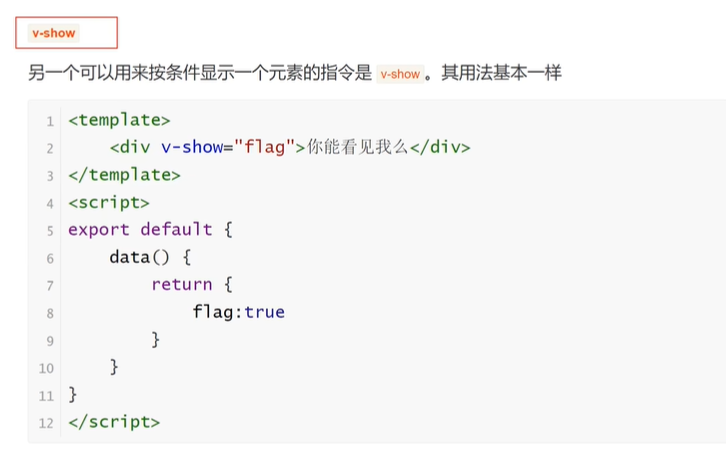 v-show
另一个可以用来按条件显示一个元素的指令是 v-show 。其用法基本一样
1 <template>
2     <div v-show="flag">你能看见我么</div>
3 </template>
4 <script>
5 export default {
6     data() {
7         return {
8             flag:true
9         }
10     }
11 }
12 </script>